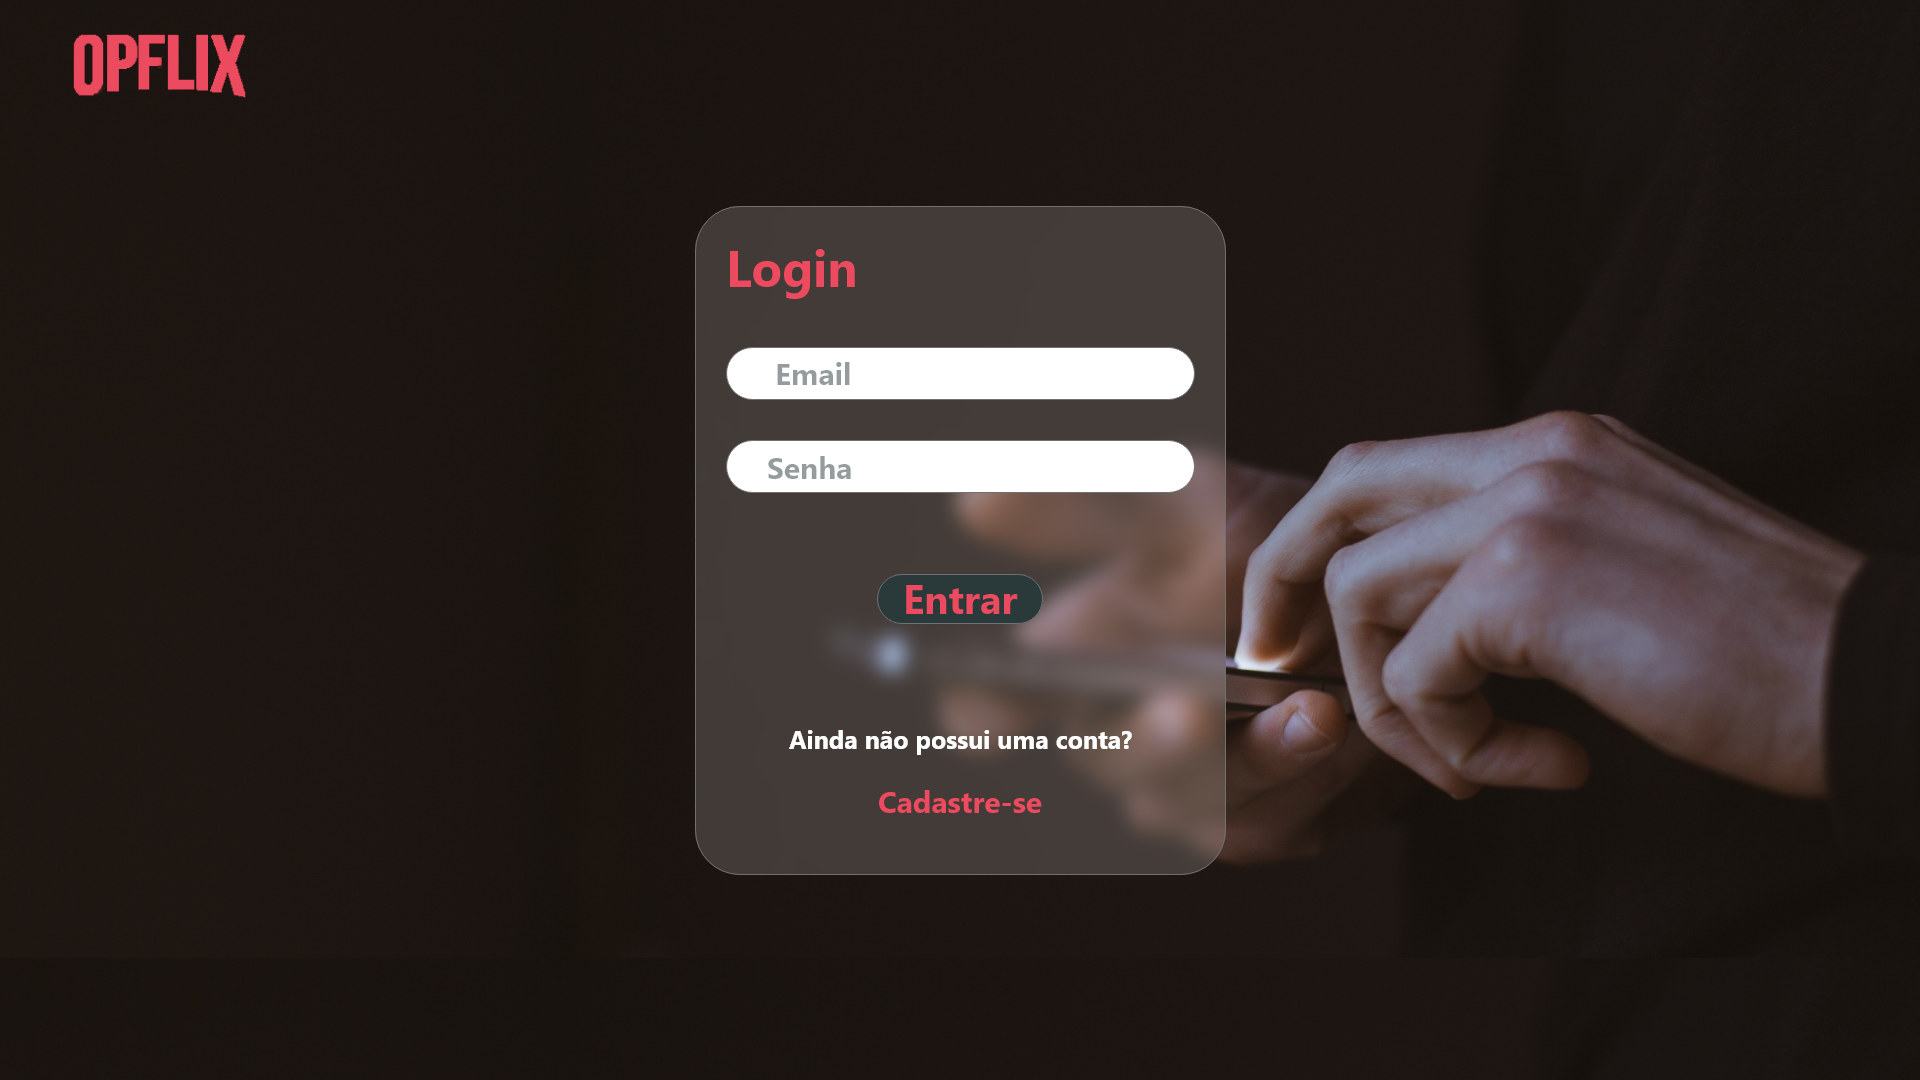 OPFLIX
Login
Email
Senha
Entrar
Ainda não possui uma conta?
Cadastre-se